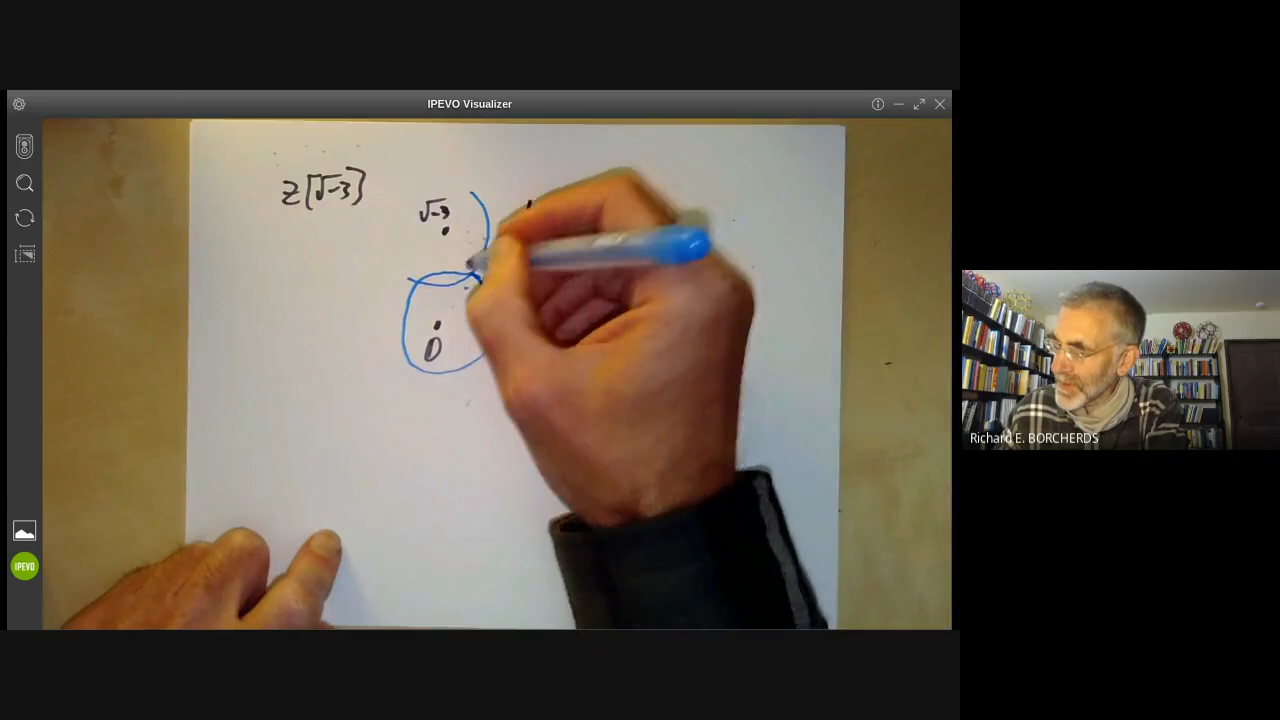 IPEVO Visualizer
Z[√-3]
√-3
0
IPEVO
Richard E. BORCHERDS